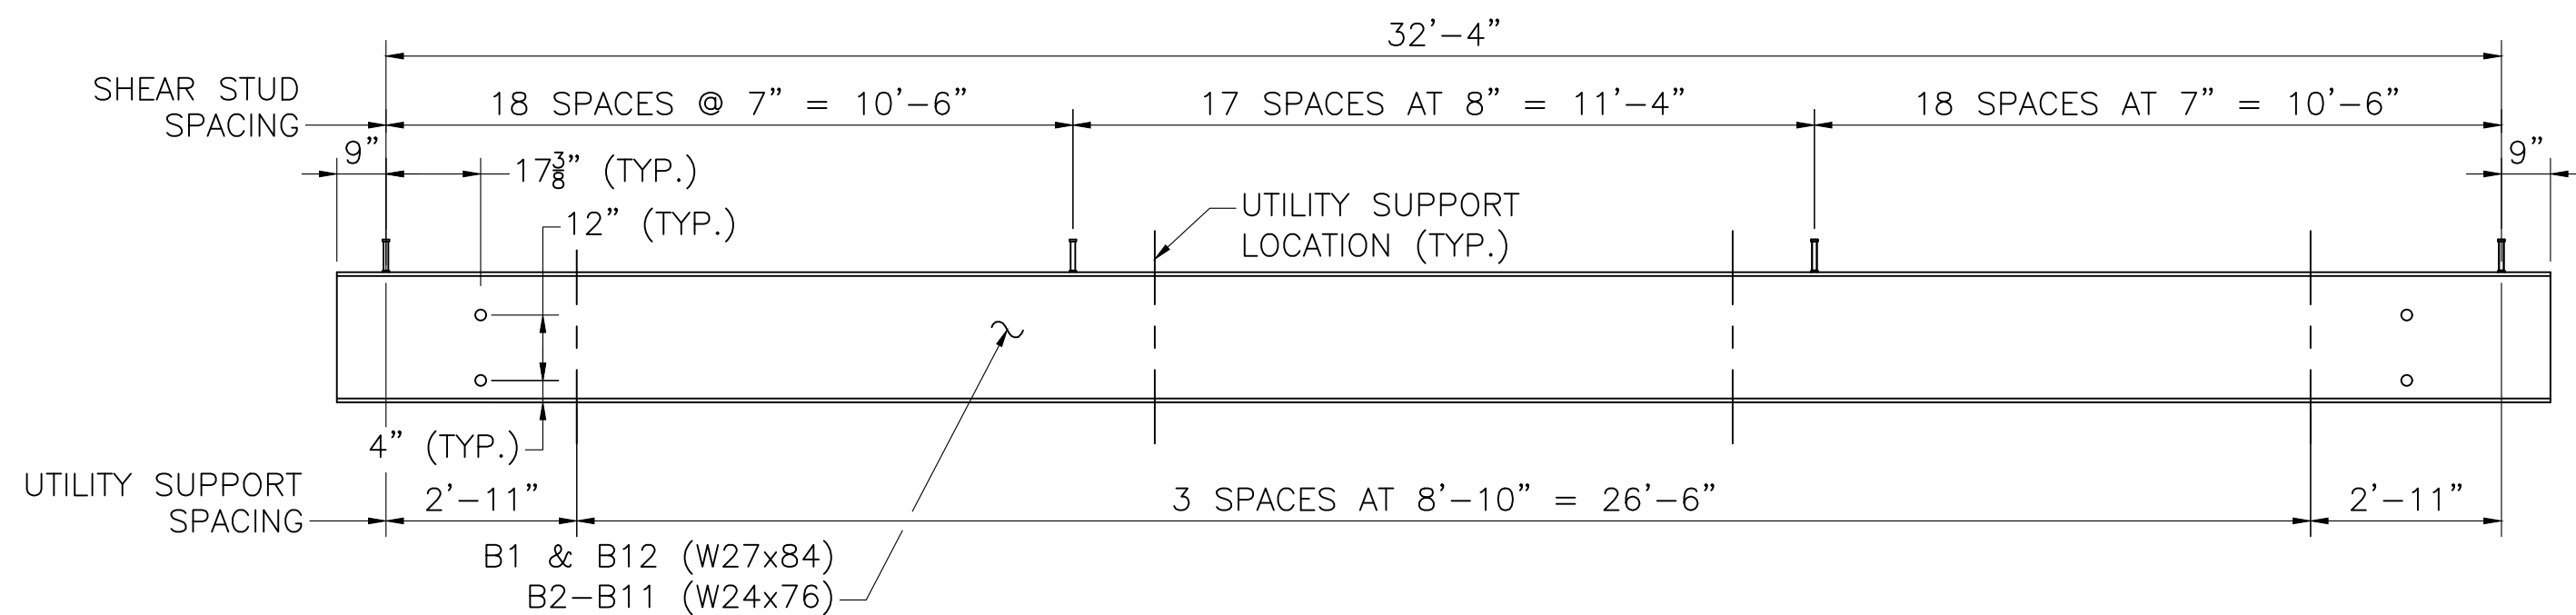 32'-4"
SHEAR STUD
SPACING
18 SPACES @ 7" = 10'-6"
17 SPACES AT 8" = 11'-4"
18 SPACES AT 7" = 10'-6"
9"
17 3/8" (TYP.)
9"
12" (TYP.)
UTILITY SUPPORT
LOCATION (TYP.)
4" (TYP.)
UTILITY SUPPORT
SPACING
2'-11"
3 SPACES AT 8'-10" = 26'-6"
2'-11"
B1 & B12 (W27x84)
B2-B11 (W24x76)